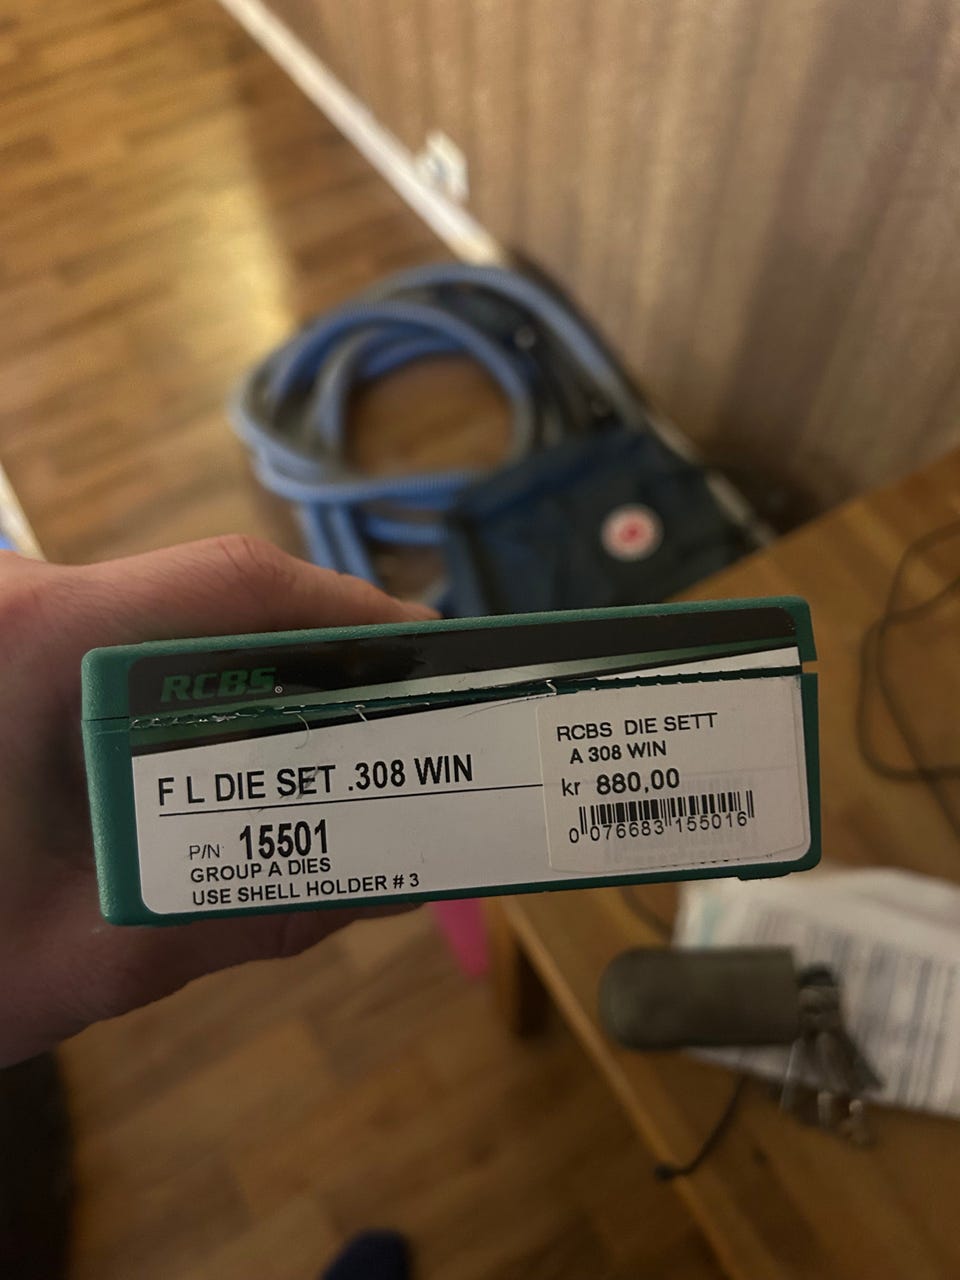 RCBS®
F L DIE SET .308 WIN
P/N 15501
GROUP A DIES
USE SHELL HOLDER # 3
RCBS DIE SETT
A 308 WIN
kr 880,00
0 076683 155016